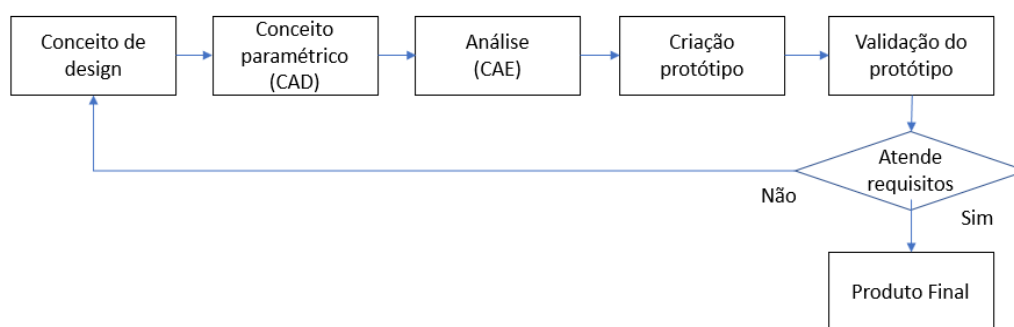 Conceito de
design
Conceito
paramétrico
(CAD)
Análise
(CAE)
Criação
protótipo
Validação do
protótipo
Atende
requisitos
Não
Sim
Produto Final